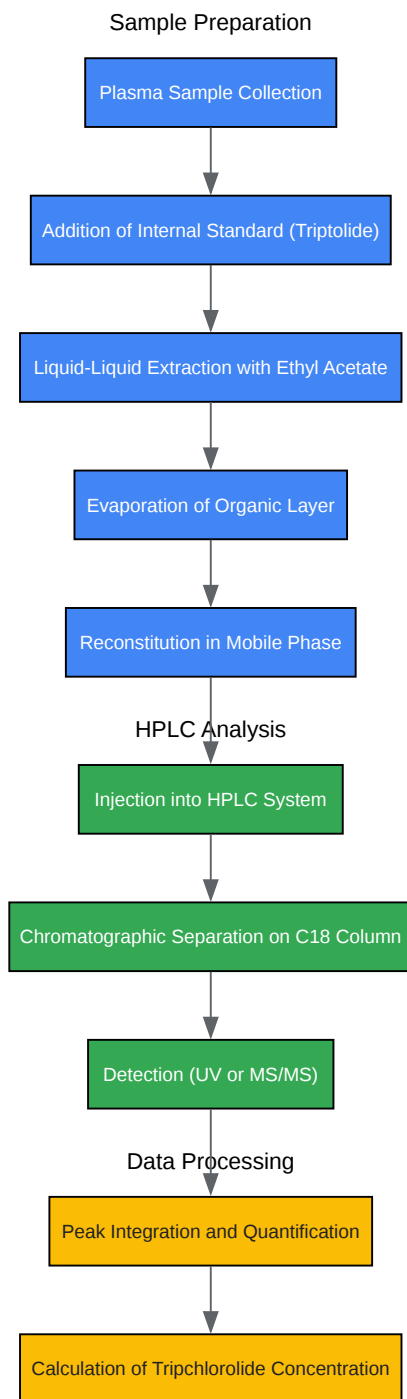 Sample Preparation
Plasma Sample Collection
Addition of Internal Standard (Triptolide)
Liquid-Liquid Extraction with Ethyl Acetate
Evaporation of Organic Layer
Reconstitution in Mobile Phase
HPLC Analysis
Injection into HPLC System
Chromatographic Separation on C18 Column
Detection (UV or MS/MS)
Data Processing
Peak Integration and Quantification
Calculation of Tripchlorolide Concentration